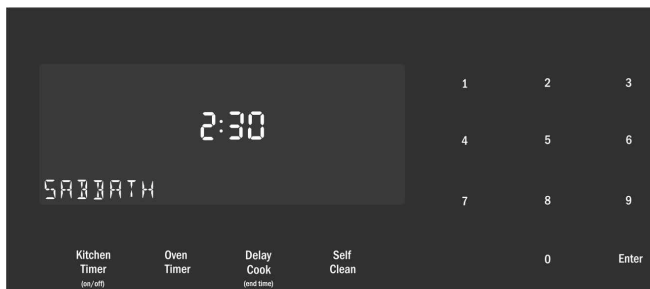 2:30
SABBATH
1 2 3
4 5 6
7 8 9
0 Enter
Kitchen Timer (on/off)
Oven Timer
Delay Cook (end time)
Self Clean